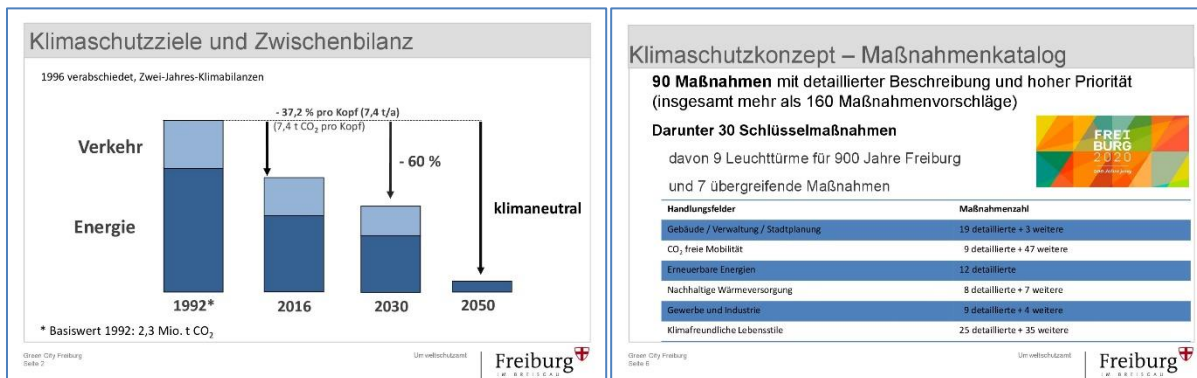 Klimaschutzziele und Zwischenbilanz
1996 verabschiedet, Zwei-Jahres-Klimabilanzen
- 37,2 % pro Kopf (7,4 t/a)
(7,4 t CO₂ pro Kopf)
Verkehr
- 60 %
Energie
klimaneutral
1992* 2016 2030 2050
* Basiswert 1992: 2,3 Mio. t CO₂
Green City Freiburg
Seite 2
Umweltschutzamt
Freiburg
IM BREISGAU
Klimaschutzkonzept – Maßnahmenkatalog
90 Maßnahmen mit detaillierter Beschreibung und hoher Priorität
(insgesamt mehr als 160 Maßnahmenvorschläge)
Darunter 30 Schlüsselmaßnahmen
davon 9 Leuchttürme für 900 Jahre Freiburg
und 7 übergreifende Maßnahmen
FREI
BURG
2020
Handlungsfelder Maßnahmenzahl
Gebäude / Verwaltung / Stadtplanung 19 detaillierte + 3 weitere
CO₂ freie Mobilität 9 detaillierte + 47 weitere
Erneuerbare Energien 12 detaillierte
Nachhaltige Wärmeversorgung 8 detaillierte + 7 weitere
Gewerbe und Industrie 9 detaillierte + 4 weitere
Klimafreundliche Lebensstile 25 detaillierte + 35 weitere
Green City Freiburg
Seite 6
Umweltschutzamt
Freiburg
IM BREISGAU